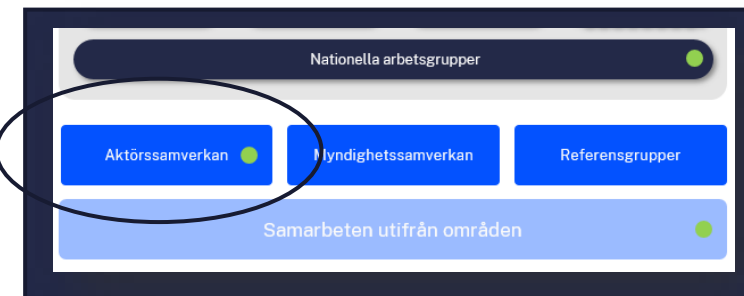 Nationella arbetsgrupper
Aktörssamverkan
Myndighetssamverkan
Referensgrupper
Samarbeten utifrån områden